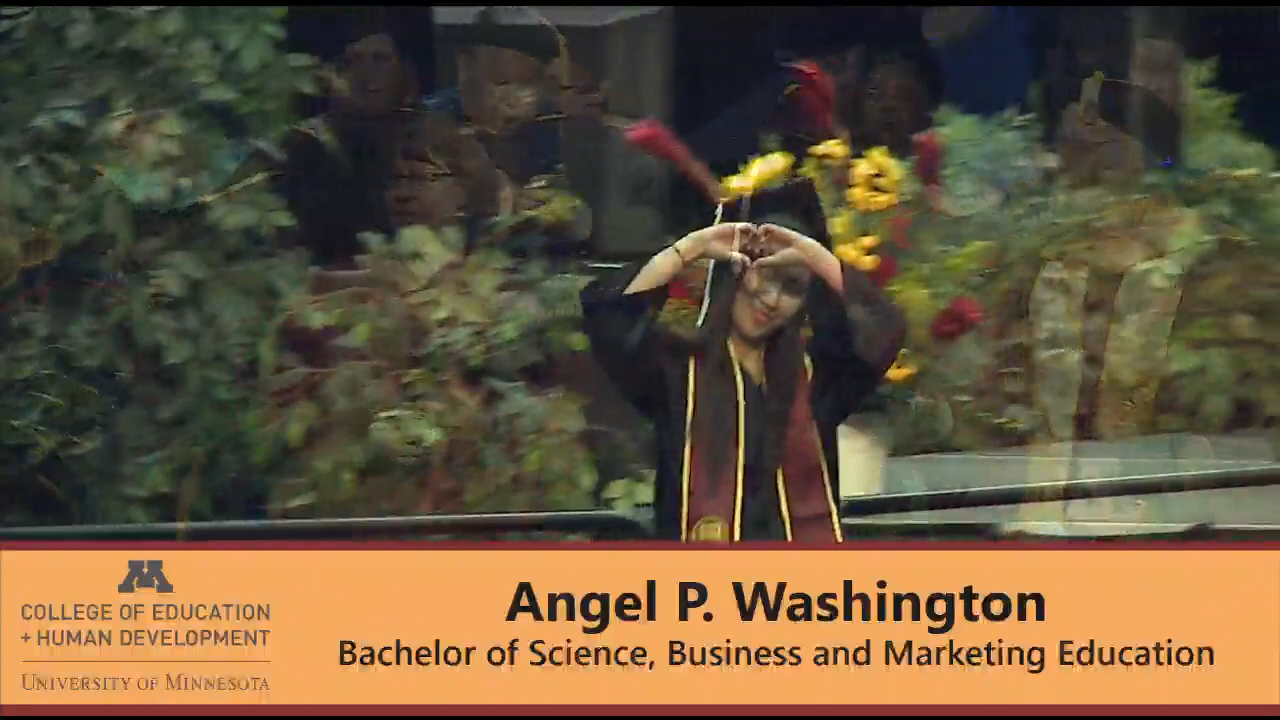 M
COLLEGE OF EDUCATION
+ HUMAN DEVELOPMENT
UNIVERSITY OF MINNESOTA
Angel P. Washington
Bachelor of Science, Business and Marketing Education